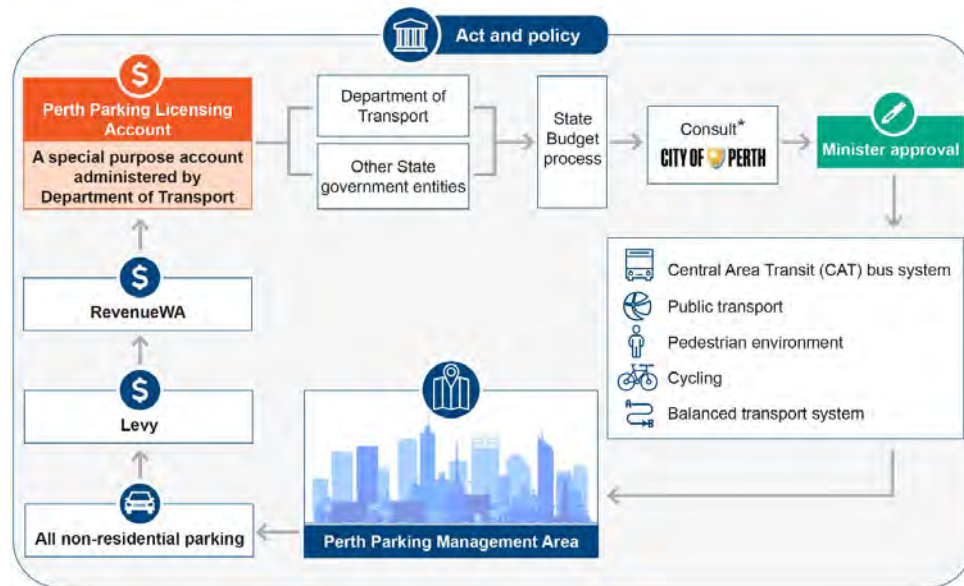 Act and policy
Perth Parking Licensing
Account
A special purpose account
administered by
Department of Transport
Department of
Transport
Other State
government entities
State
Budget
process
Consult*
CITY OF PERTH
Minister approval
Central Area Transit (CAT) bus system
Public transport
Pedestrian environment
Cycling
A
B
Balanced transport system
RevenueWA
Levy
All non-residential parking
Perth Parking Management Area